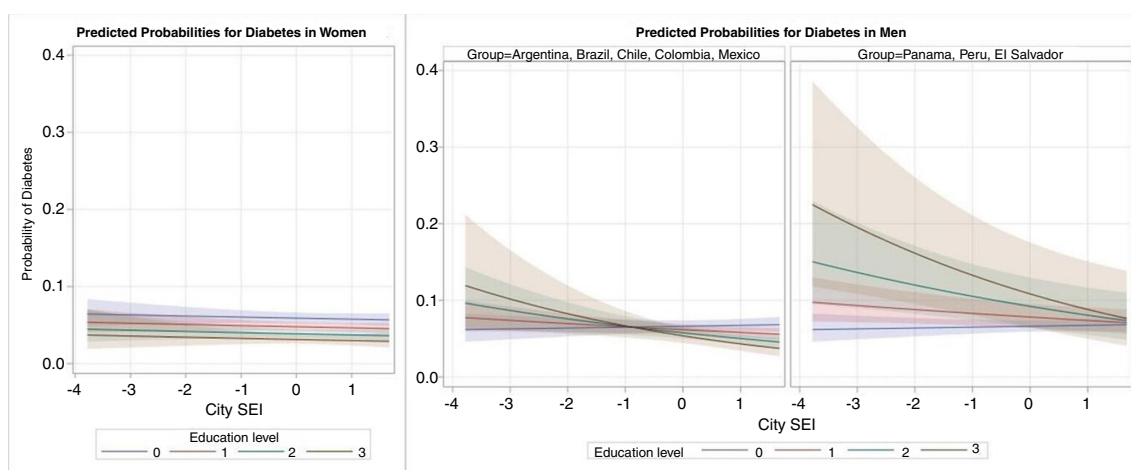 Predicted Probabilities for Diabetes in Women
Probability of Diabetes
0.4
0.3
0.2
0.1
0.0
-4 -3 -2 -1 0 1
City SEI
Education level
0 1 2 3
Predicted Probabilities for Diabetes in Men
Group=Argentina, Brazil, Chile, Colombia, Mexico
Group=Panama, Peru, El Salvador
0.4
0.3
0.2
0.1
0.0
-4 -3 -2 -1 0 1
-4 -3 -2 -1 0 1
City SEI
Education level 0 1 2 3